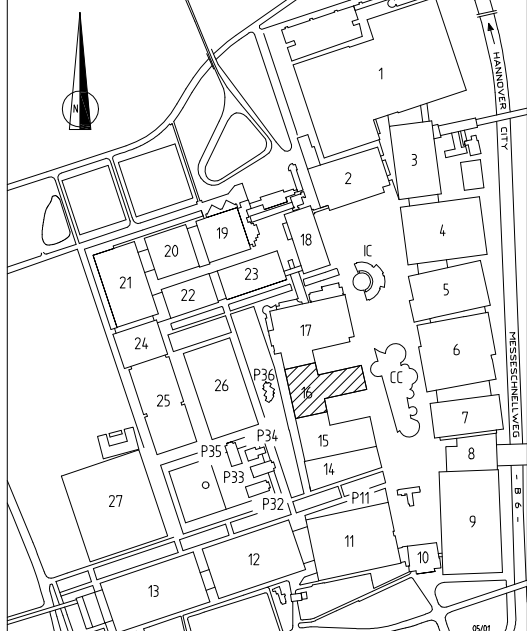 1
HANNOVER
CITY
N
3
2
4
19
18
20
IC
23
21
5
22
17
24
6
P36
CC
26
16
25
7
P34
15
P35
8
P33
14
27
P32
P11
- B 6 -
MESSESCHNELLWEG
9
11
12
10
13
05/01